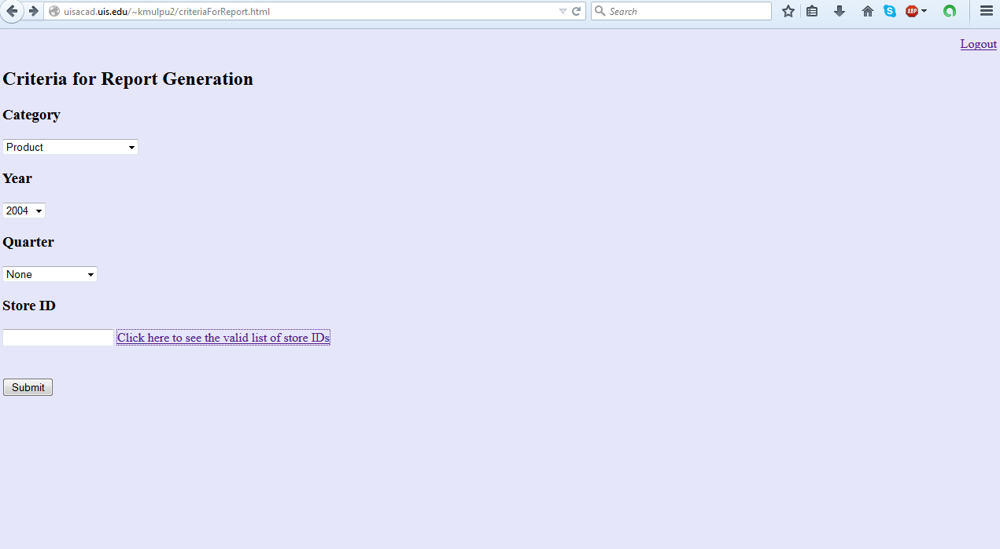 uisacad.uis.edu/~kmulpu2/criteriaForReport.html
Search
S
ABP
Logout
Criteria for Report Generation
Category
Product
Year
2004
Quarter
None
Store ID
Click here to see the valid list of store IDs
Submit